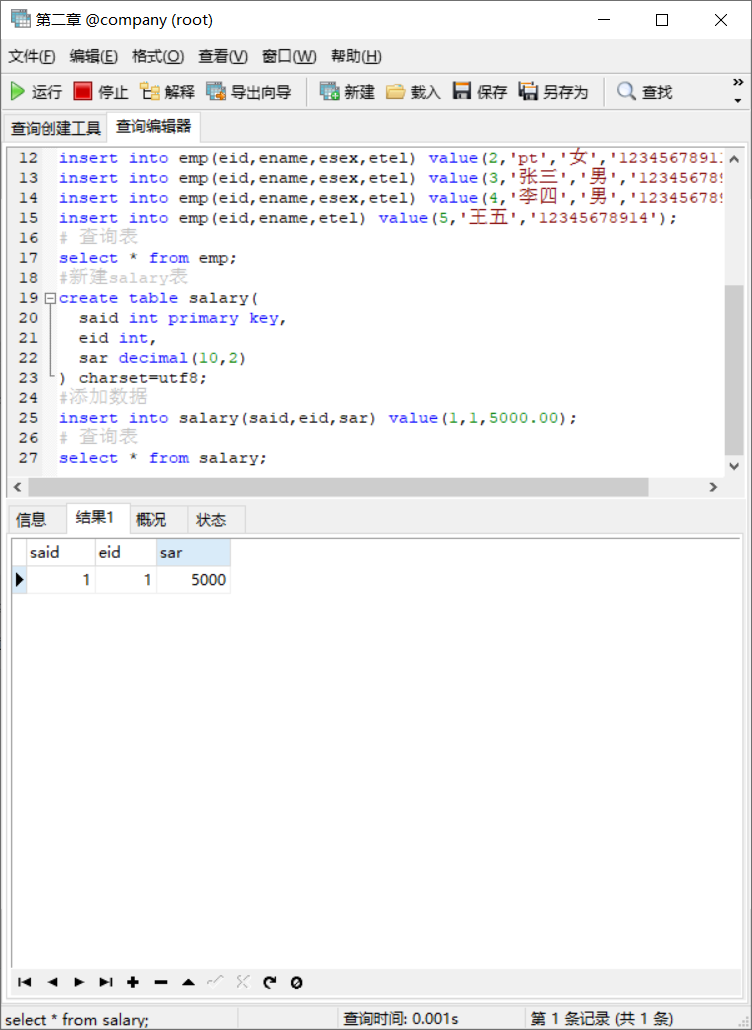 第二章 @company (root)
文件(F) 编辑(E) 格式(O) 查看(V) 窗口(W) 帮助(H)
运行 停止 解释 导出向导 新建 载入 保存 另存为 查找
查询创建工具 查询编辑器
12 insert into emp(eid,ename,esex,etel) value(2,'pt','女','1234567891
13 insert into emp(eid,ename,esex,etel) value(3,'张三','男','12345678
14 insert into emp(eid,ename,esex,etel) value(4,'李四','男','12345678
15 insert into emp(eid,ename,etel) value(5,'王五','12345678914');
16 # 查询表
17 select * from emp;
18 #新建salary表
19 create table salary(
20 said int primary key,
21 eid int,
22 sar decimal(10,2)
23 ) charset=utf8;
24 #添加数据
25 insert into salary(said,eid,sar) value(1,1,5000.00);
26 # 查询表
27 select * from salary;
信息 结果1 概况 状态
said eid sar
1 1 5000
select * from salary; 查询时间: 0.001s 第 1 条记录 (共 1 条)